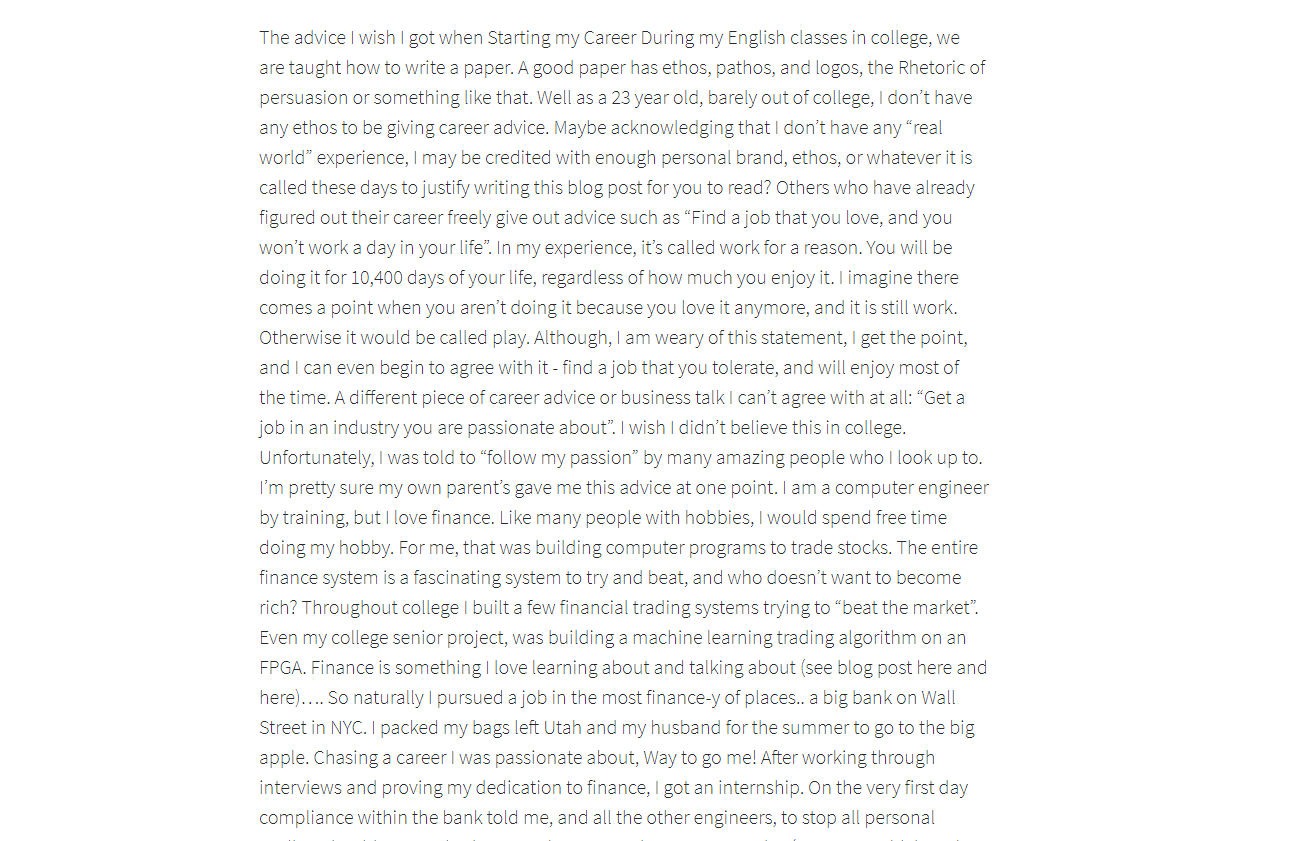 The advice I wish I got when Starting my Career During my English classes in college, we
are taught how to write a paper. A good paper has ethos, pathos, and logos, the Rhetoric of
persuasion or something like that. Well as a 23 year old, barely out of college, I don’t have
any ethos to be giving career advice. Maybe acknowledging that I don’t have any “real
world” experience, I may be credited with enough personal brand, ethos, or whatever it is
called these days to justify writing this blog post for you to read? Others who have already
figured out their career freely give out advice such as “Find a job that you love, and you
won’t work a day in your life”. In my experience, it’s called work for a reason. You will be
doing it for 10,400 days of your life, regardless of how much you enjoy it. I imagine there
comes a point when you aren’t doing it because you love it anymore, and it is still work.
Otherwise it would be called play. Although, I am weary of this statement, I get the point,
and I can even begin to agree with it - find a job that you tolerate, and will enjoy most of
the time. A different piece of career advice or business talk I can’t agree with at all: “Get a
job in an industry you are passionate about”. I wish I didn’t believe this in college.
Unfortunately, I was told to “follow my passion” by many amazing people who I look up to.
I’m pretty sure my own parent’s gave me this advice at one point. I am a computer engineer
by training, but I love finance. Like many people with hobbies, I would spend free time
doing my hobby. For me, that was building computer programs to trade stocks. The entire
finance system is a fascinating system to try and beat, and who doesn’t want to become
rich? Throughout college I built a few financial trading systems trying to “beat the market”.
Even my college senior project, was building a machine learning trading algorithm on an
FPGA. Finance is something I love learning about and talking about (see blog post here and
here)…. So naturally I pursued a job in the most finance-y of places.. a big bank on Wall
Street in NYC. I packed my bags left Utah and my husband for the summer to go to the big
apple. Chasing a career I was passionate about, Way to go me! After working through
interviews and proving my dedication to finance, I got an internship. On the very first day
compliance within the bank told me, and all the other engineers, to stop all personal